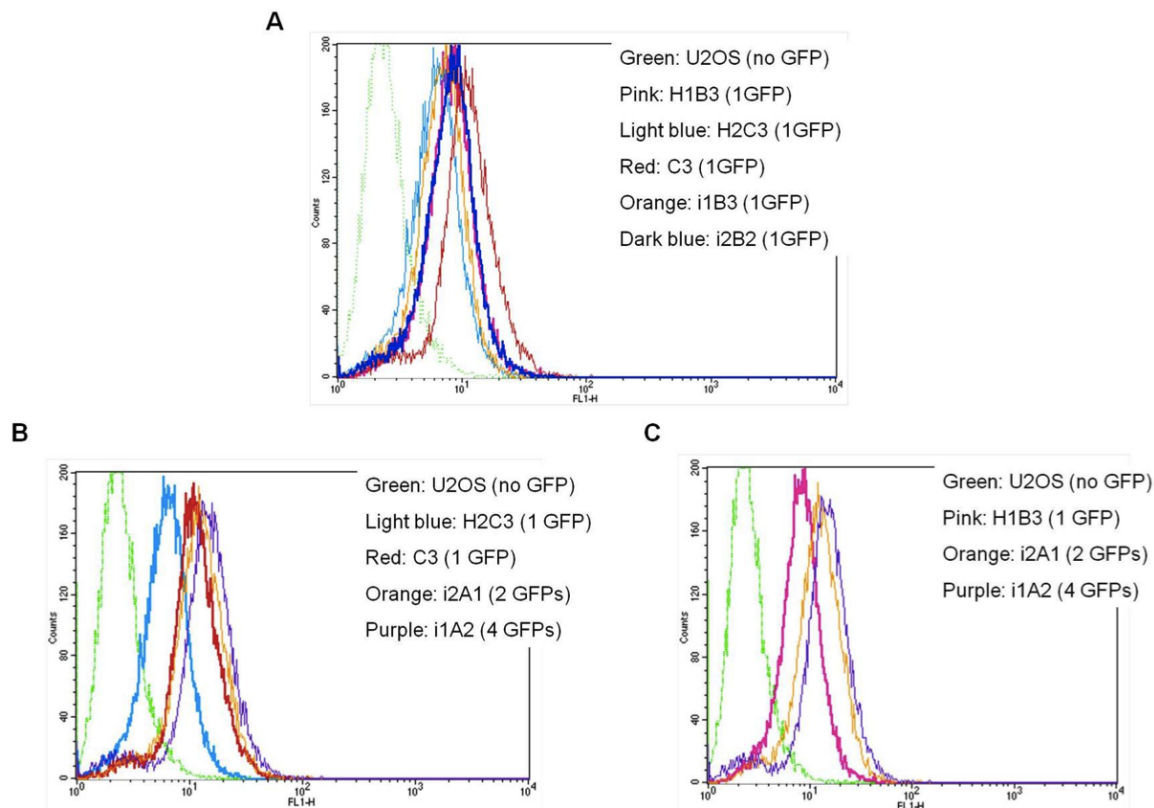 A
Counts
200
160
120
80
40
0
Green: U2OS (no GFP)
Pink: H1B3 (1GFP)
Light blue: H2C3 (1GFP)
Red: C3 (1GFP)
Orange: i1B3 (1GFP)
Dark blue: i2B2 (1GFP)
10⁰ 10¹ 10² 10³ 10⁴
FL1-H
B
Counts
200
160
120
80
40
0
Green: U2OS (no GFP)
Light blue: H2C3 (1 GFP)
Red: C3 (1 GFP)
Orange: i2A1 (2 GFPs)
Purple: i1A2 (4 GFPs)
10⁰ 10¹ 10² 10³ 10⁴
FL1-H
C
Counts
200
160
120
80
40
0
Green: U2OS (no GFP)
Pink: H1B3 (1 GFP)
Orange: i2A1 (2 GFPs)
Purple: i1A2 (4 GFPs)
10⁰ 10¹ 10² 10³ 10⁴
FL1-H